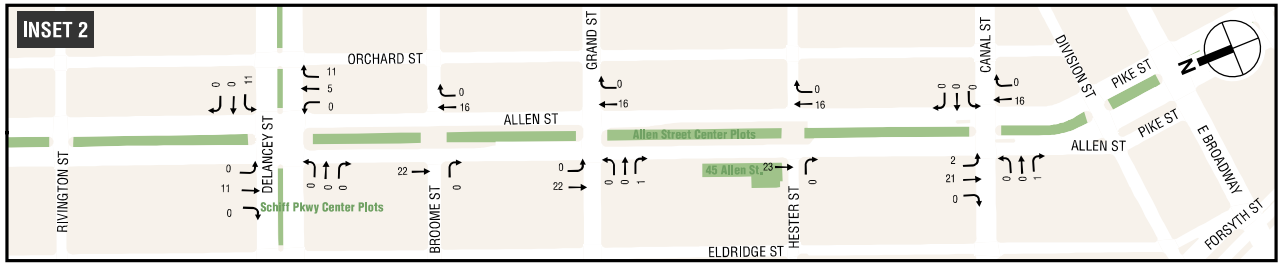 INSET 2
ORCHARD ST
GRAND ST
CANAL ST
DIVISION ST
PIKE ST
N
0
0
11
11
5
0
0
16
0
16
0
16
0
0
0
0
16
DELANCEY ST
ALLEN ST
Allen Street Center Plots
PIKE ST
ALLEN ST
E BROADWAY
RIVINGTON ST
0
11
0
0
0
0
22
BROOME ST
0
0
22
0
0
1
45 Allen St.
23
HESTER ST
0
2
21
0
0
0
1
Schiff Pkwy Center Plots
FORSYTH ST
ELDRIDGE ST